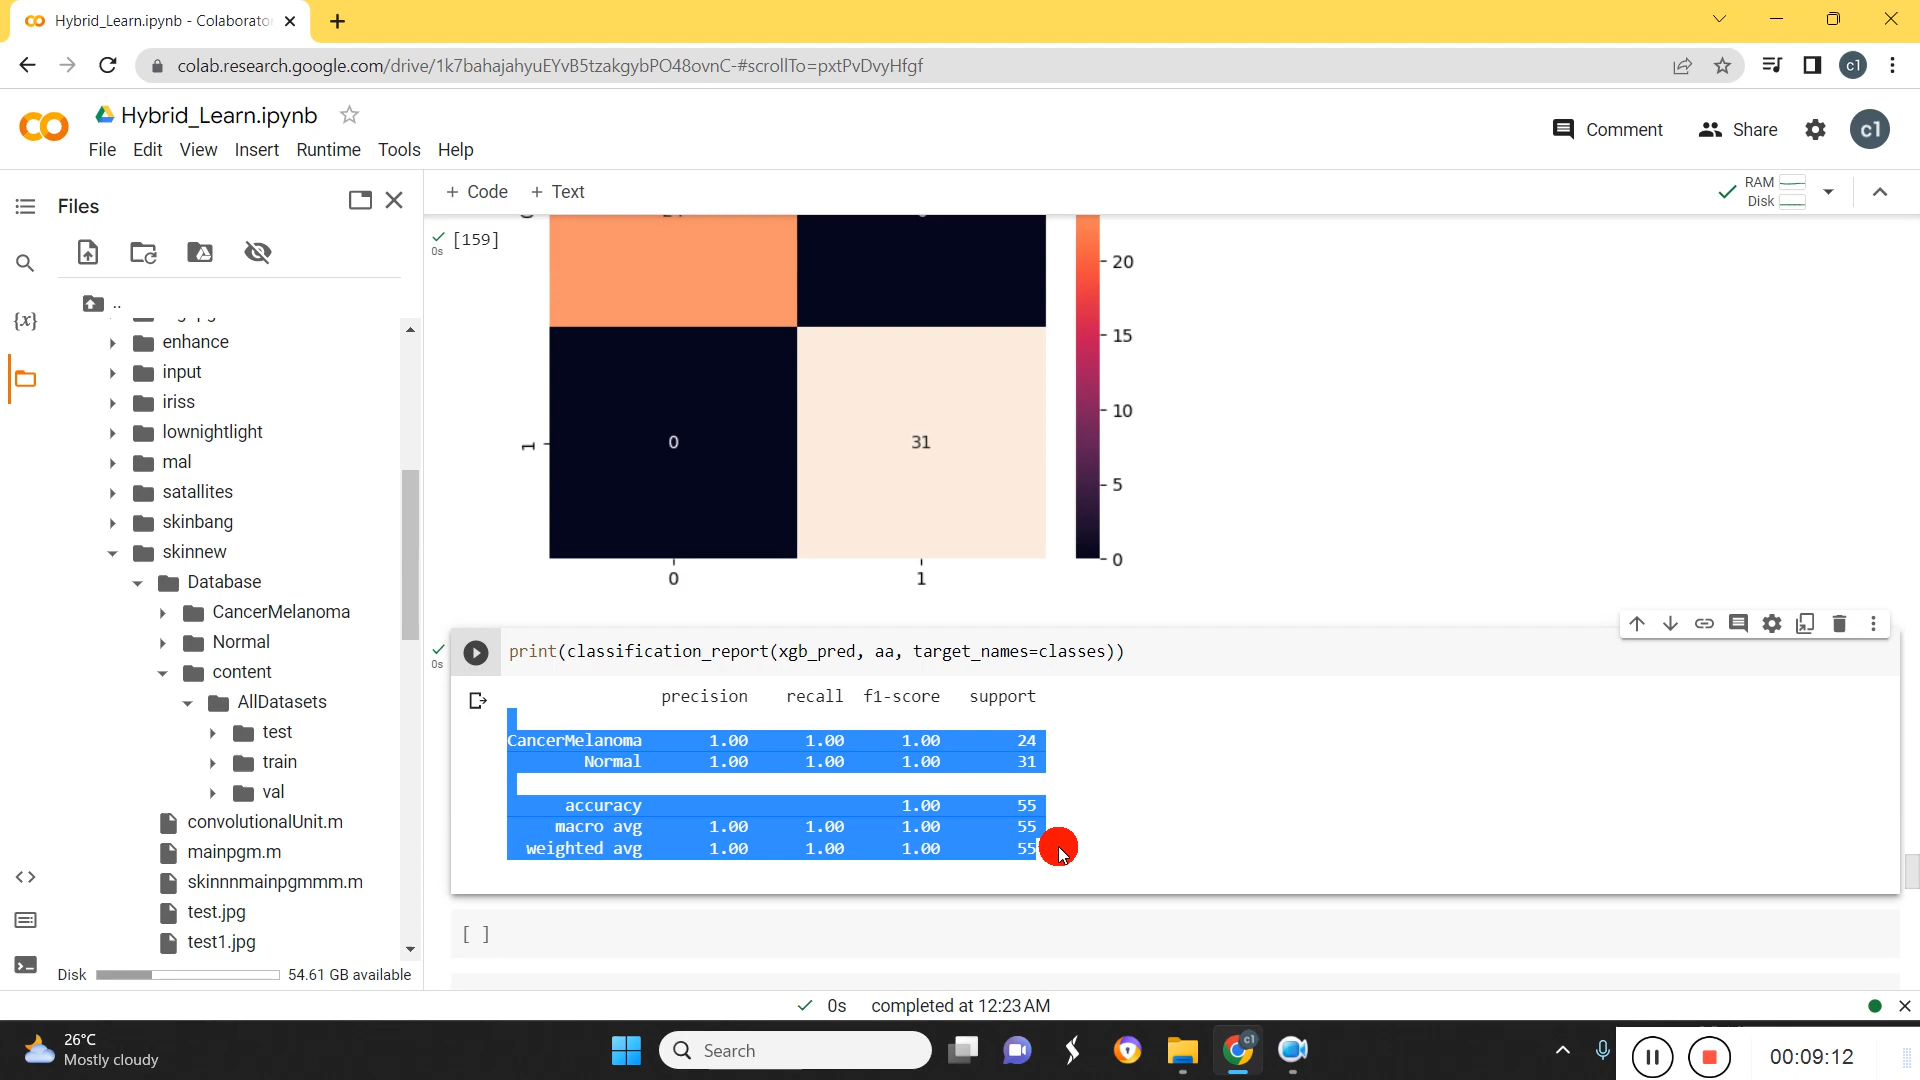 Hybrid_Learn.ipynb - Colaborato
colab.research.google.com/drive/1k7bahajahyuEYvB5tzakgybPO48ovnC-#scrollTo=pxtPvDvyHfgf
c1
Hybrid_Learn.ipynb
Comment
Share
c1
File Edit View Insert Runtime Tools Help
Files
+ Code + Text
RAM
Disk
{x}
..
enhance
input
iriss
lownightlight
mal
satallites
skinbang
skinnew
Database
CancerMelanoma
Normal
content
AllDatasets
test
train
val
convolutionalUnit.m
mainpgm.m
skinnnmainpgmmm.m
test.jpg
test1.jpg
Disk 54.61 GB available
0s [159]
20
15
10
5
0
1
0 31
0 1
0s
print(classification_report(xgb_pred, aa, target_names=classes))
precision recall f1-score support
CancerMelanoma 1.00 1.00 1.00 24
Normal 1.00 1.00 1.00 31
accuracy 1.00 55
macro avg 1.00 1.00 1.00 55
weighted avg 1.00 1.00 1.00 55
[ ]
0s completed at 12:23 AM
26°C
Mostly cloudy
Search
c1
00:09:12